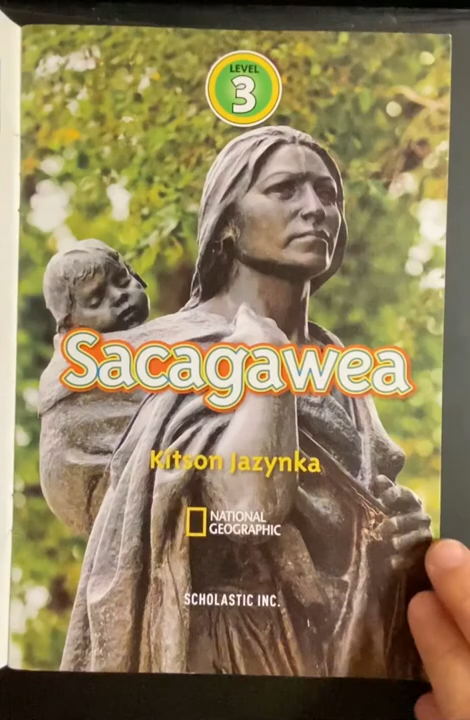 LEVEL
3
Sacagawea
Kitson Jazynka
NATIONAL
GEOGRAPHIC
SCHOLASTIC INC.